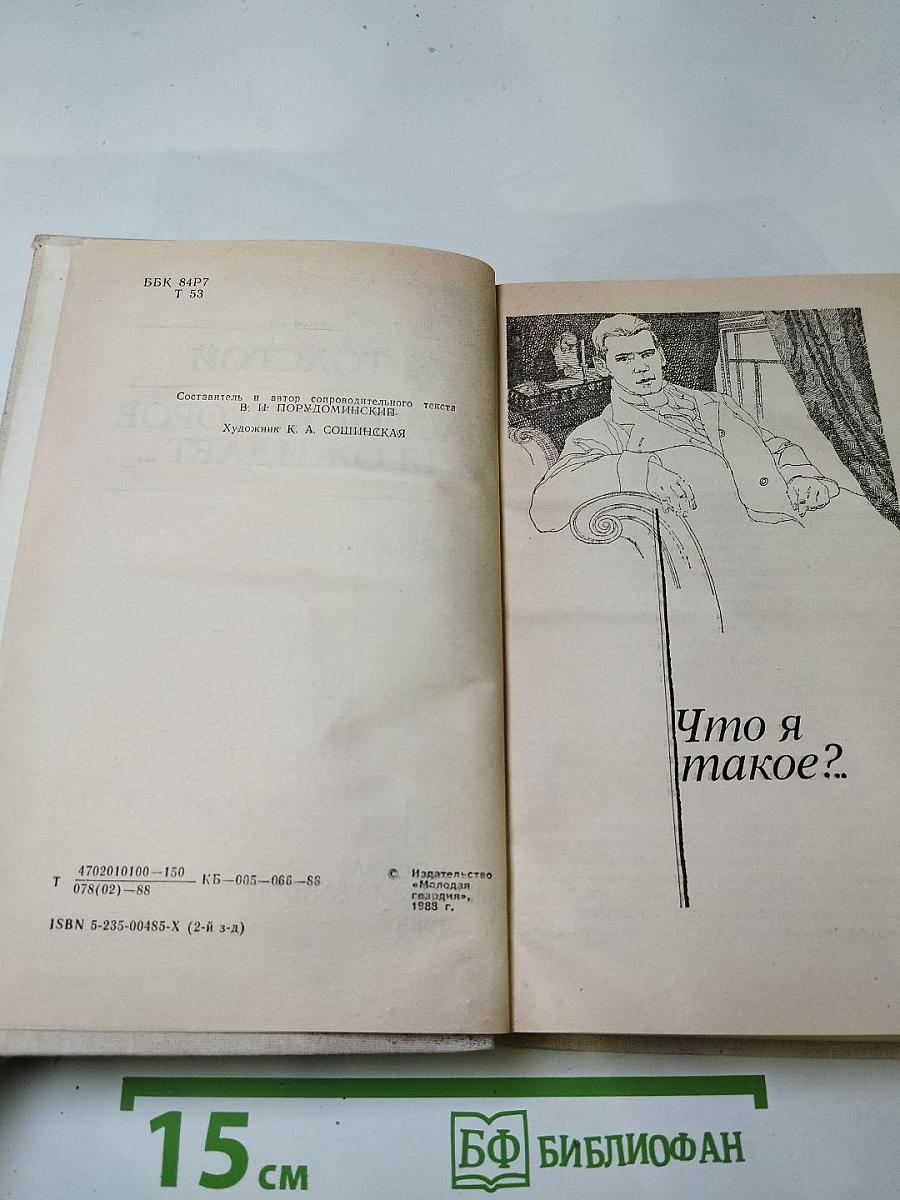 ББК 84Р7
Т 53
Составитель и автор сопроводительного текста
В. И. ПОРУДОМИНСКИЙ
Художник К. А. СОШИНСКАЯ
Т 4702010100—150
078(02)—88
КБ—005—066—88
© Издательство
«Молодая
гвардия»,
1988 г.
ISBN 5-235-00485-X (2-й з-д)
Что я
такое?..
15 см
БФ БИБЛИОФАН